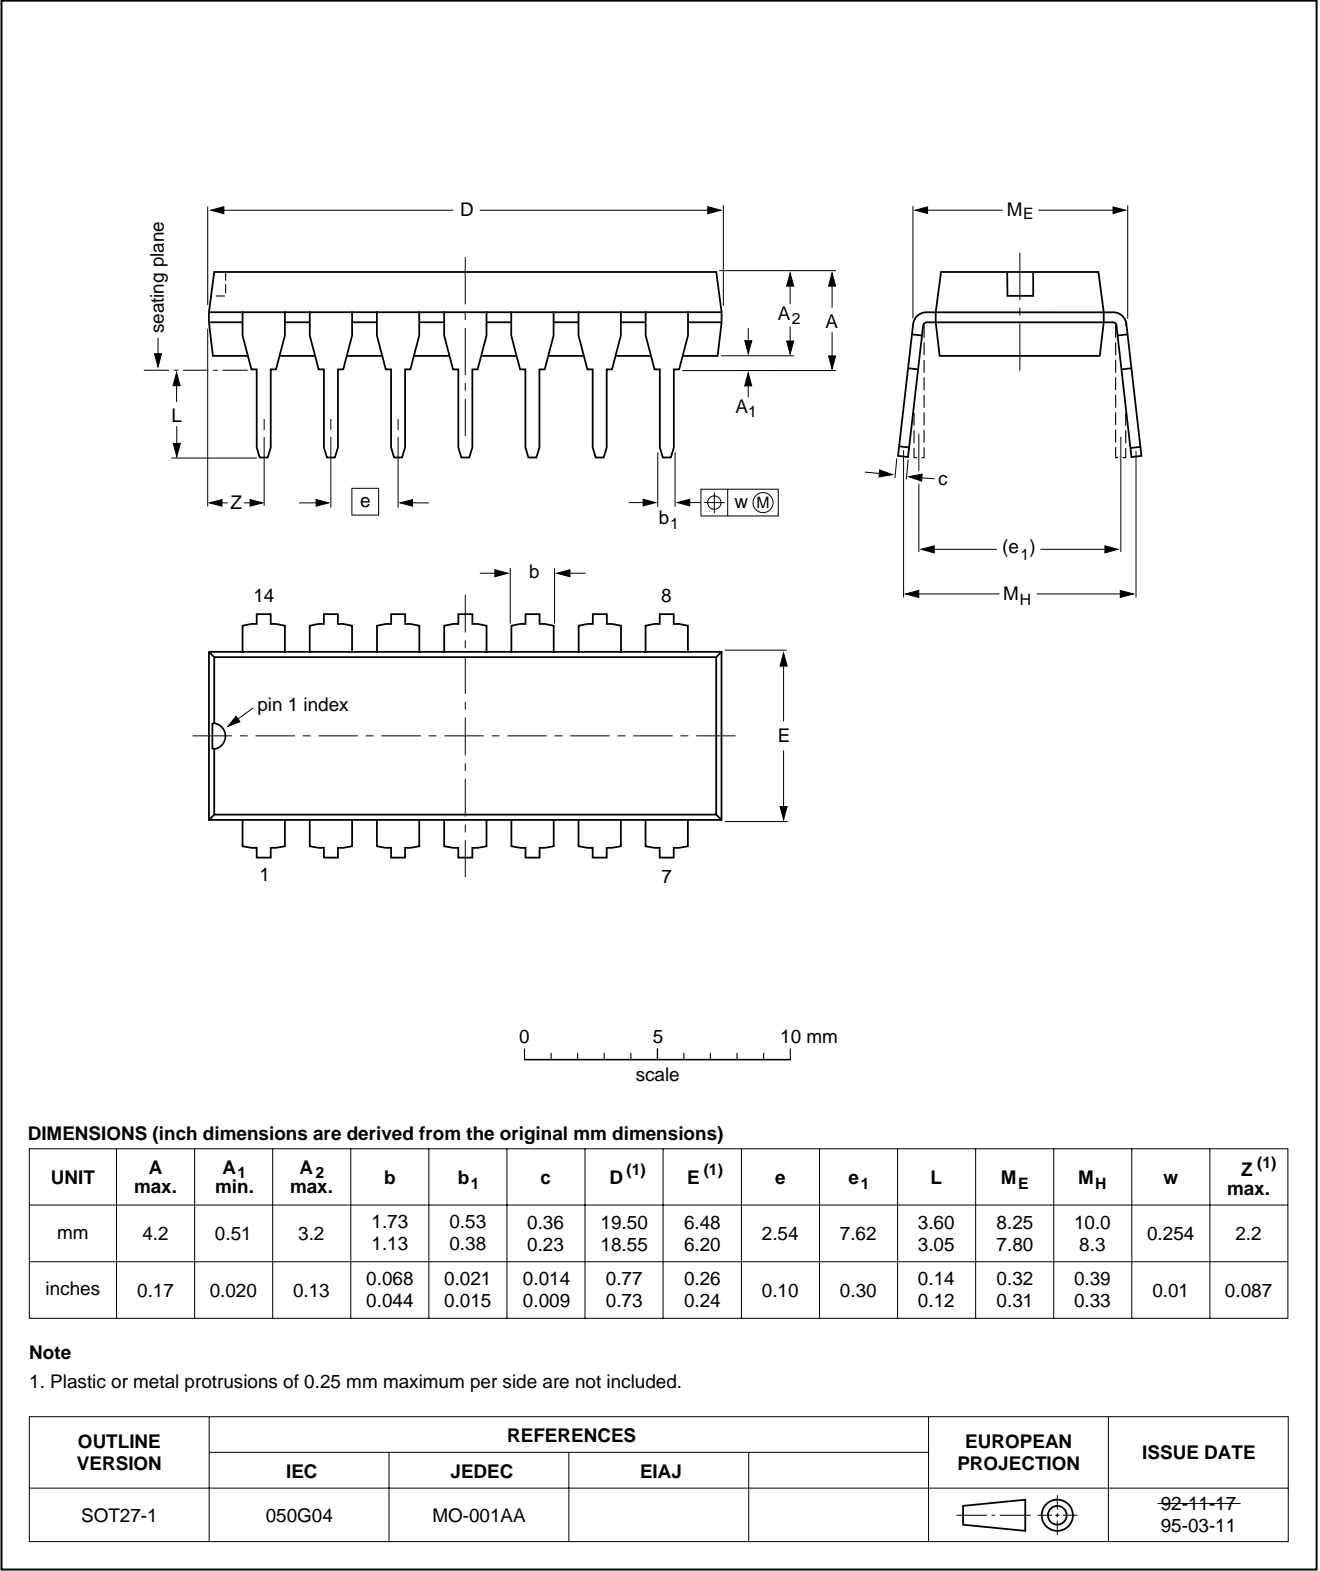 D
M E
seating plane
A 2
A
A 1
L
Z
e
b 1
w M
c
(e 1)
M H
b
14
8
pin 1 index
E
1
7
0
5
10 mm
scale
DIMENSIONS (inch dimensions are derived from the original mm dimensions)
UNIT A max. A1 min. A2 max. b b1 c D(1) E(1) e e1 L ME MH w Z(1) max.
mm 4.2 0.51 3.2 1.73 1.13 0.53 0.38 0.36 0.23 19.50 18.55 6.48 6.20 2.54 7.62 3.60 3.05 8.25 7.80 10.0 8.3 0.254 2.2
inches 0.17 0.020 0.13 0.068 0.044 0.021 0.015 0.014 0.009 0.77 0.73 0.26 0.24 0.10 0.30 0.14 0.12 0.32 0.31 0.39 0.33 0.01 0.087
Note
1. Plastic or metal protrusions of 0.25 mm maximum per side are not included.
OUTLINE VERSION REFERENCES EUROPEAN PROJECTION ISSUE DATE
IEC JEDEC EIAJ
SOT27-1 050G04 MO-001AA 92-11-17
95-03-11